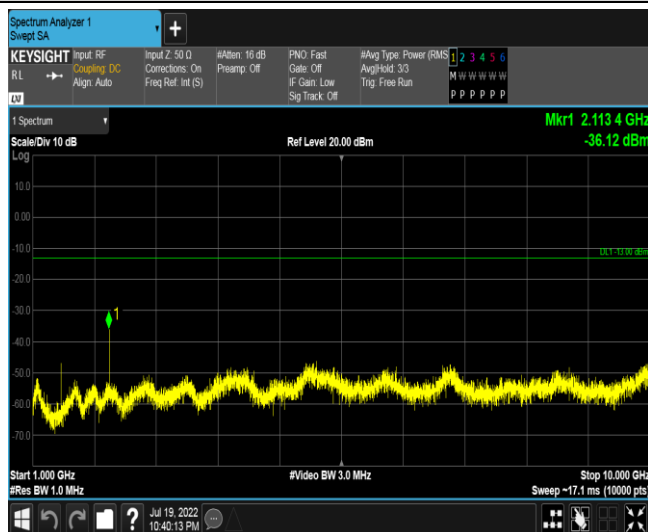 Spectrum Analyzer 1
Swept SA
+
KEYSIGHT
RL
LXI
Input: RF
Coupling: DC
Align: Auto
Input Z: 50 Ω
Corrections: On
Freq Ref: Int (S)
#Atten: 16 dB
Preamp: Off
PNO: Fast
Gate: Off
IF Gain: Low
Sig Track: Off
#Avg Type: Power (RMS
Avg|Hold: 3/3
Trig: Free Run
1 2 3 4 5 6
M W W W W W
P P P P P P
1 Spectrum
Mkr1 2.113 4 GHz
Scale/Div 10 dB
Ref Level 20.00 dBm
-36.12 dBm
Log
10.0
0.00
-10.0
DL1 -13.00 dBm
-20.0
-30.0
1
-40.0
-50.0
-60.0
-70.0
Start 1.000 GHz
#Video BW 3.0 MHz
Stop 10.000 GHz
#Res BW 1.0 MHz
Sweep ~17.1 ms (10000 pts)
?
Jul 19, 2022
10:40:13 PM